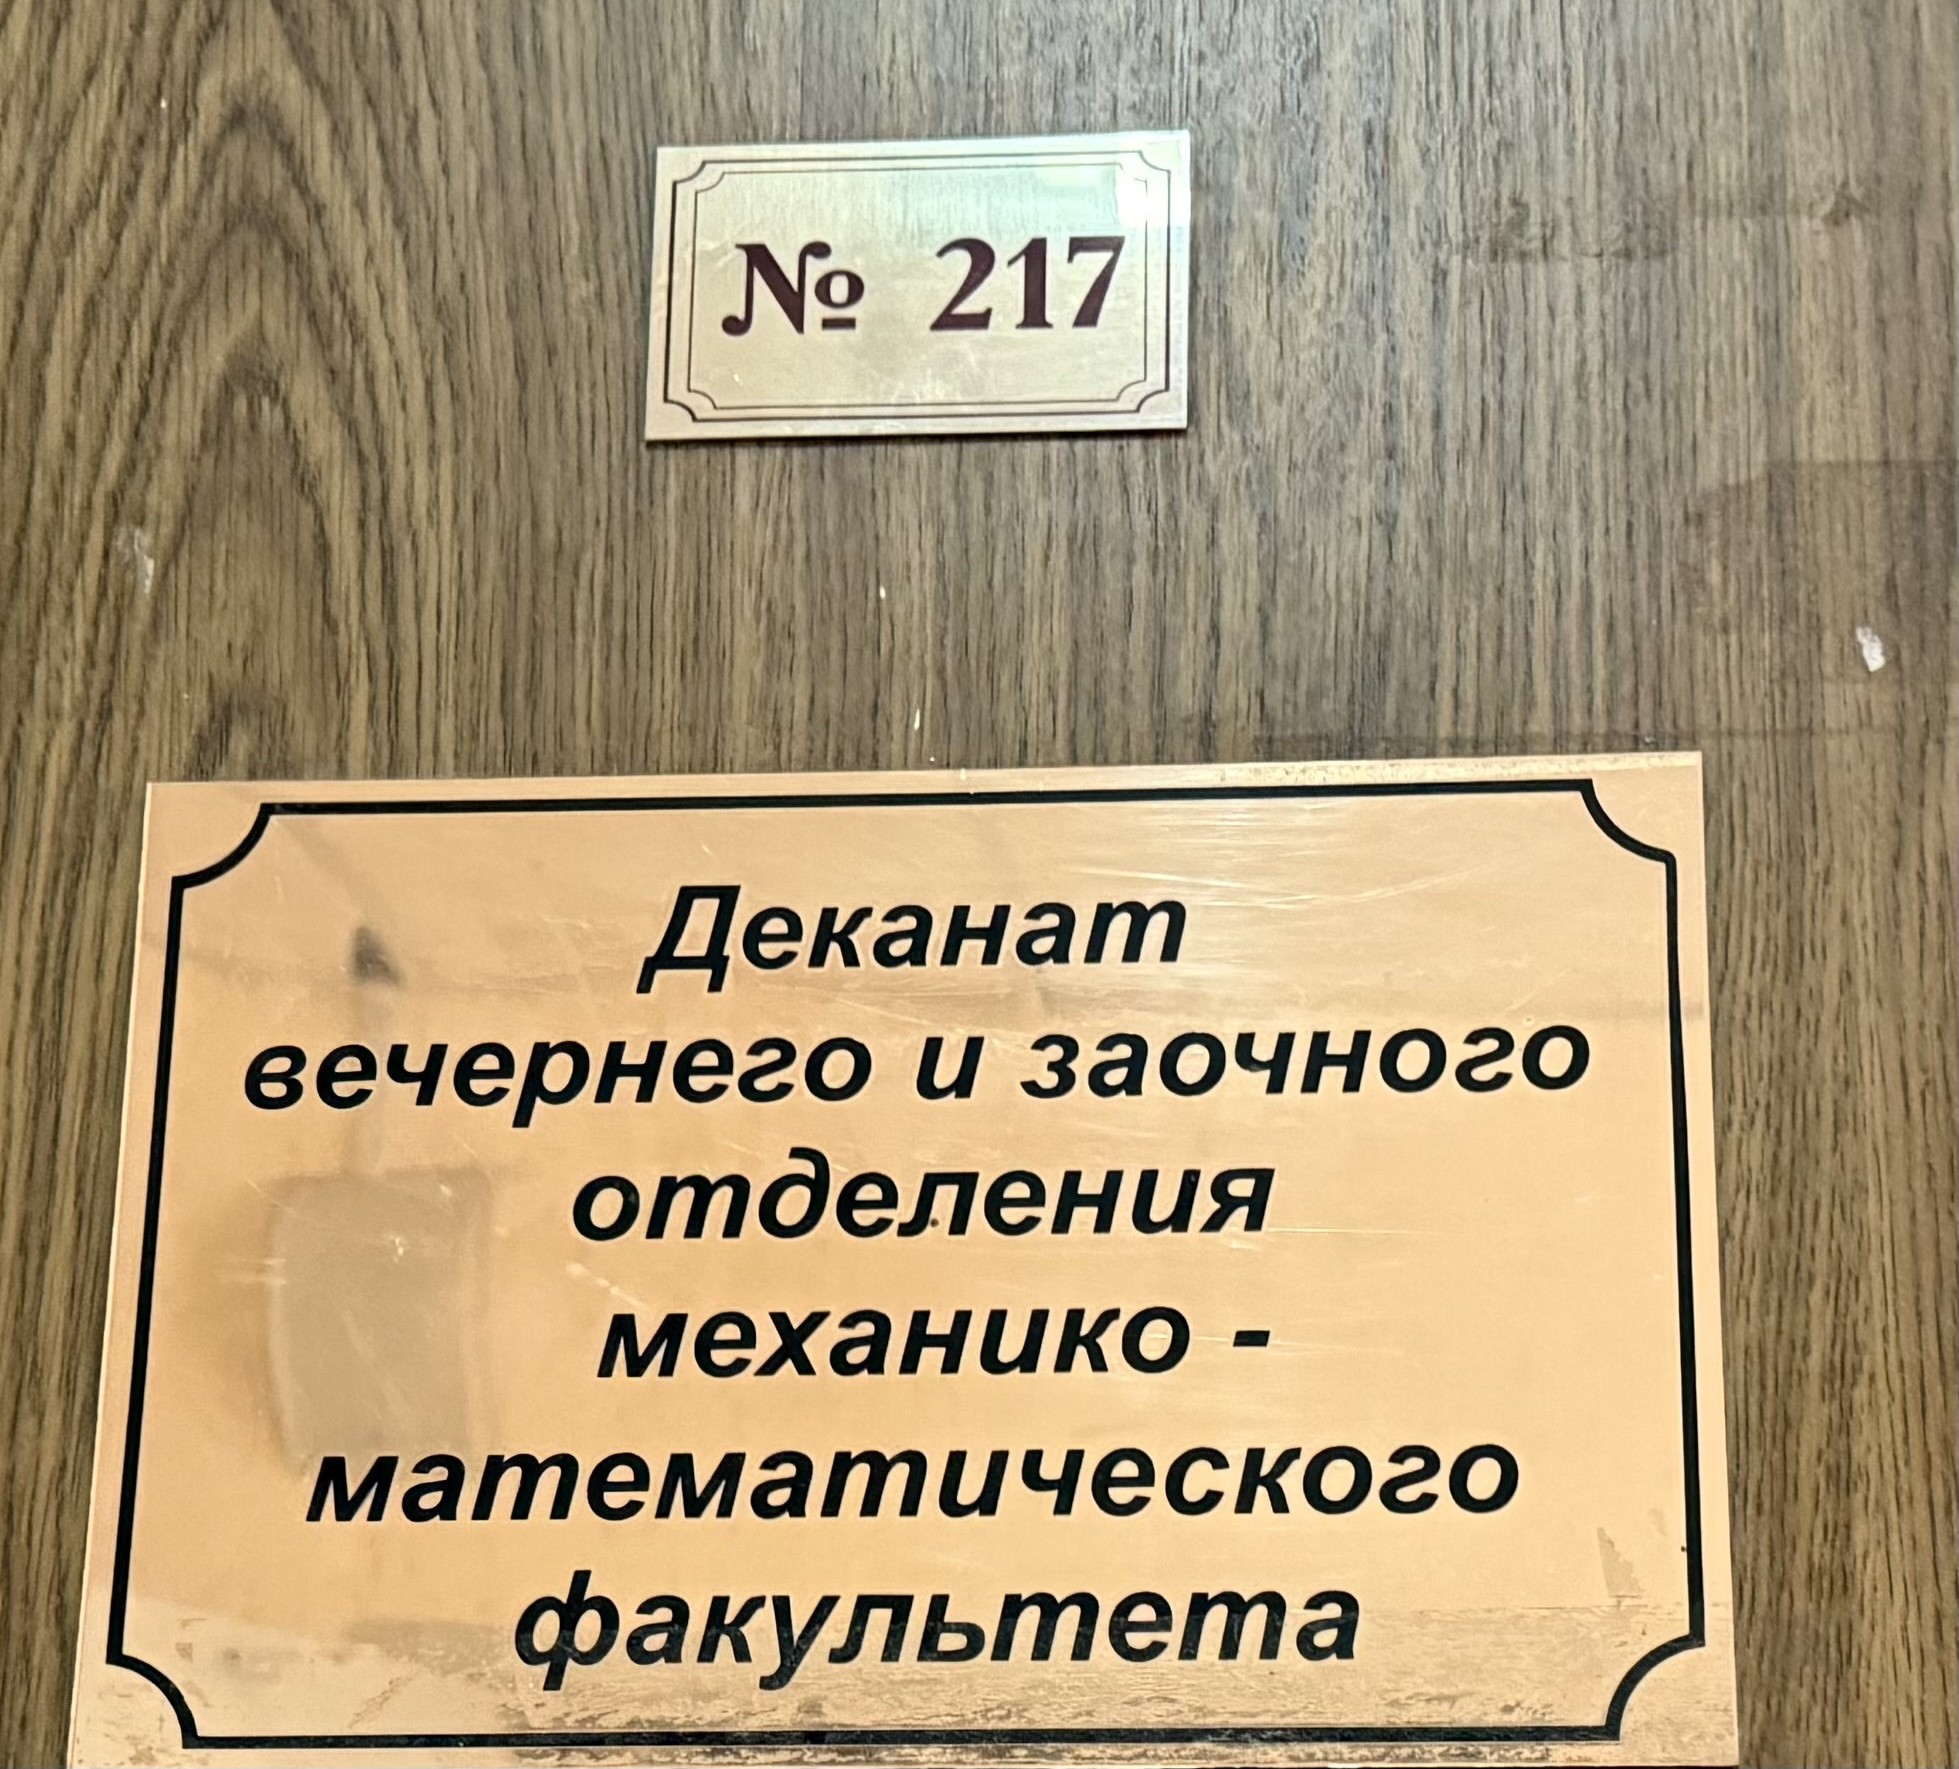 № 217
Деканат
вечернего и заочного
отделения
механико -
математического
факультета